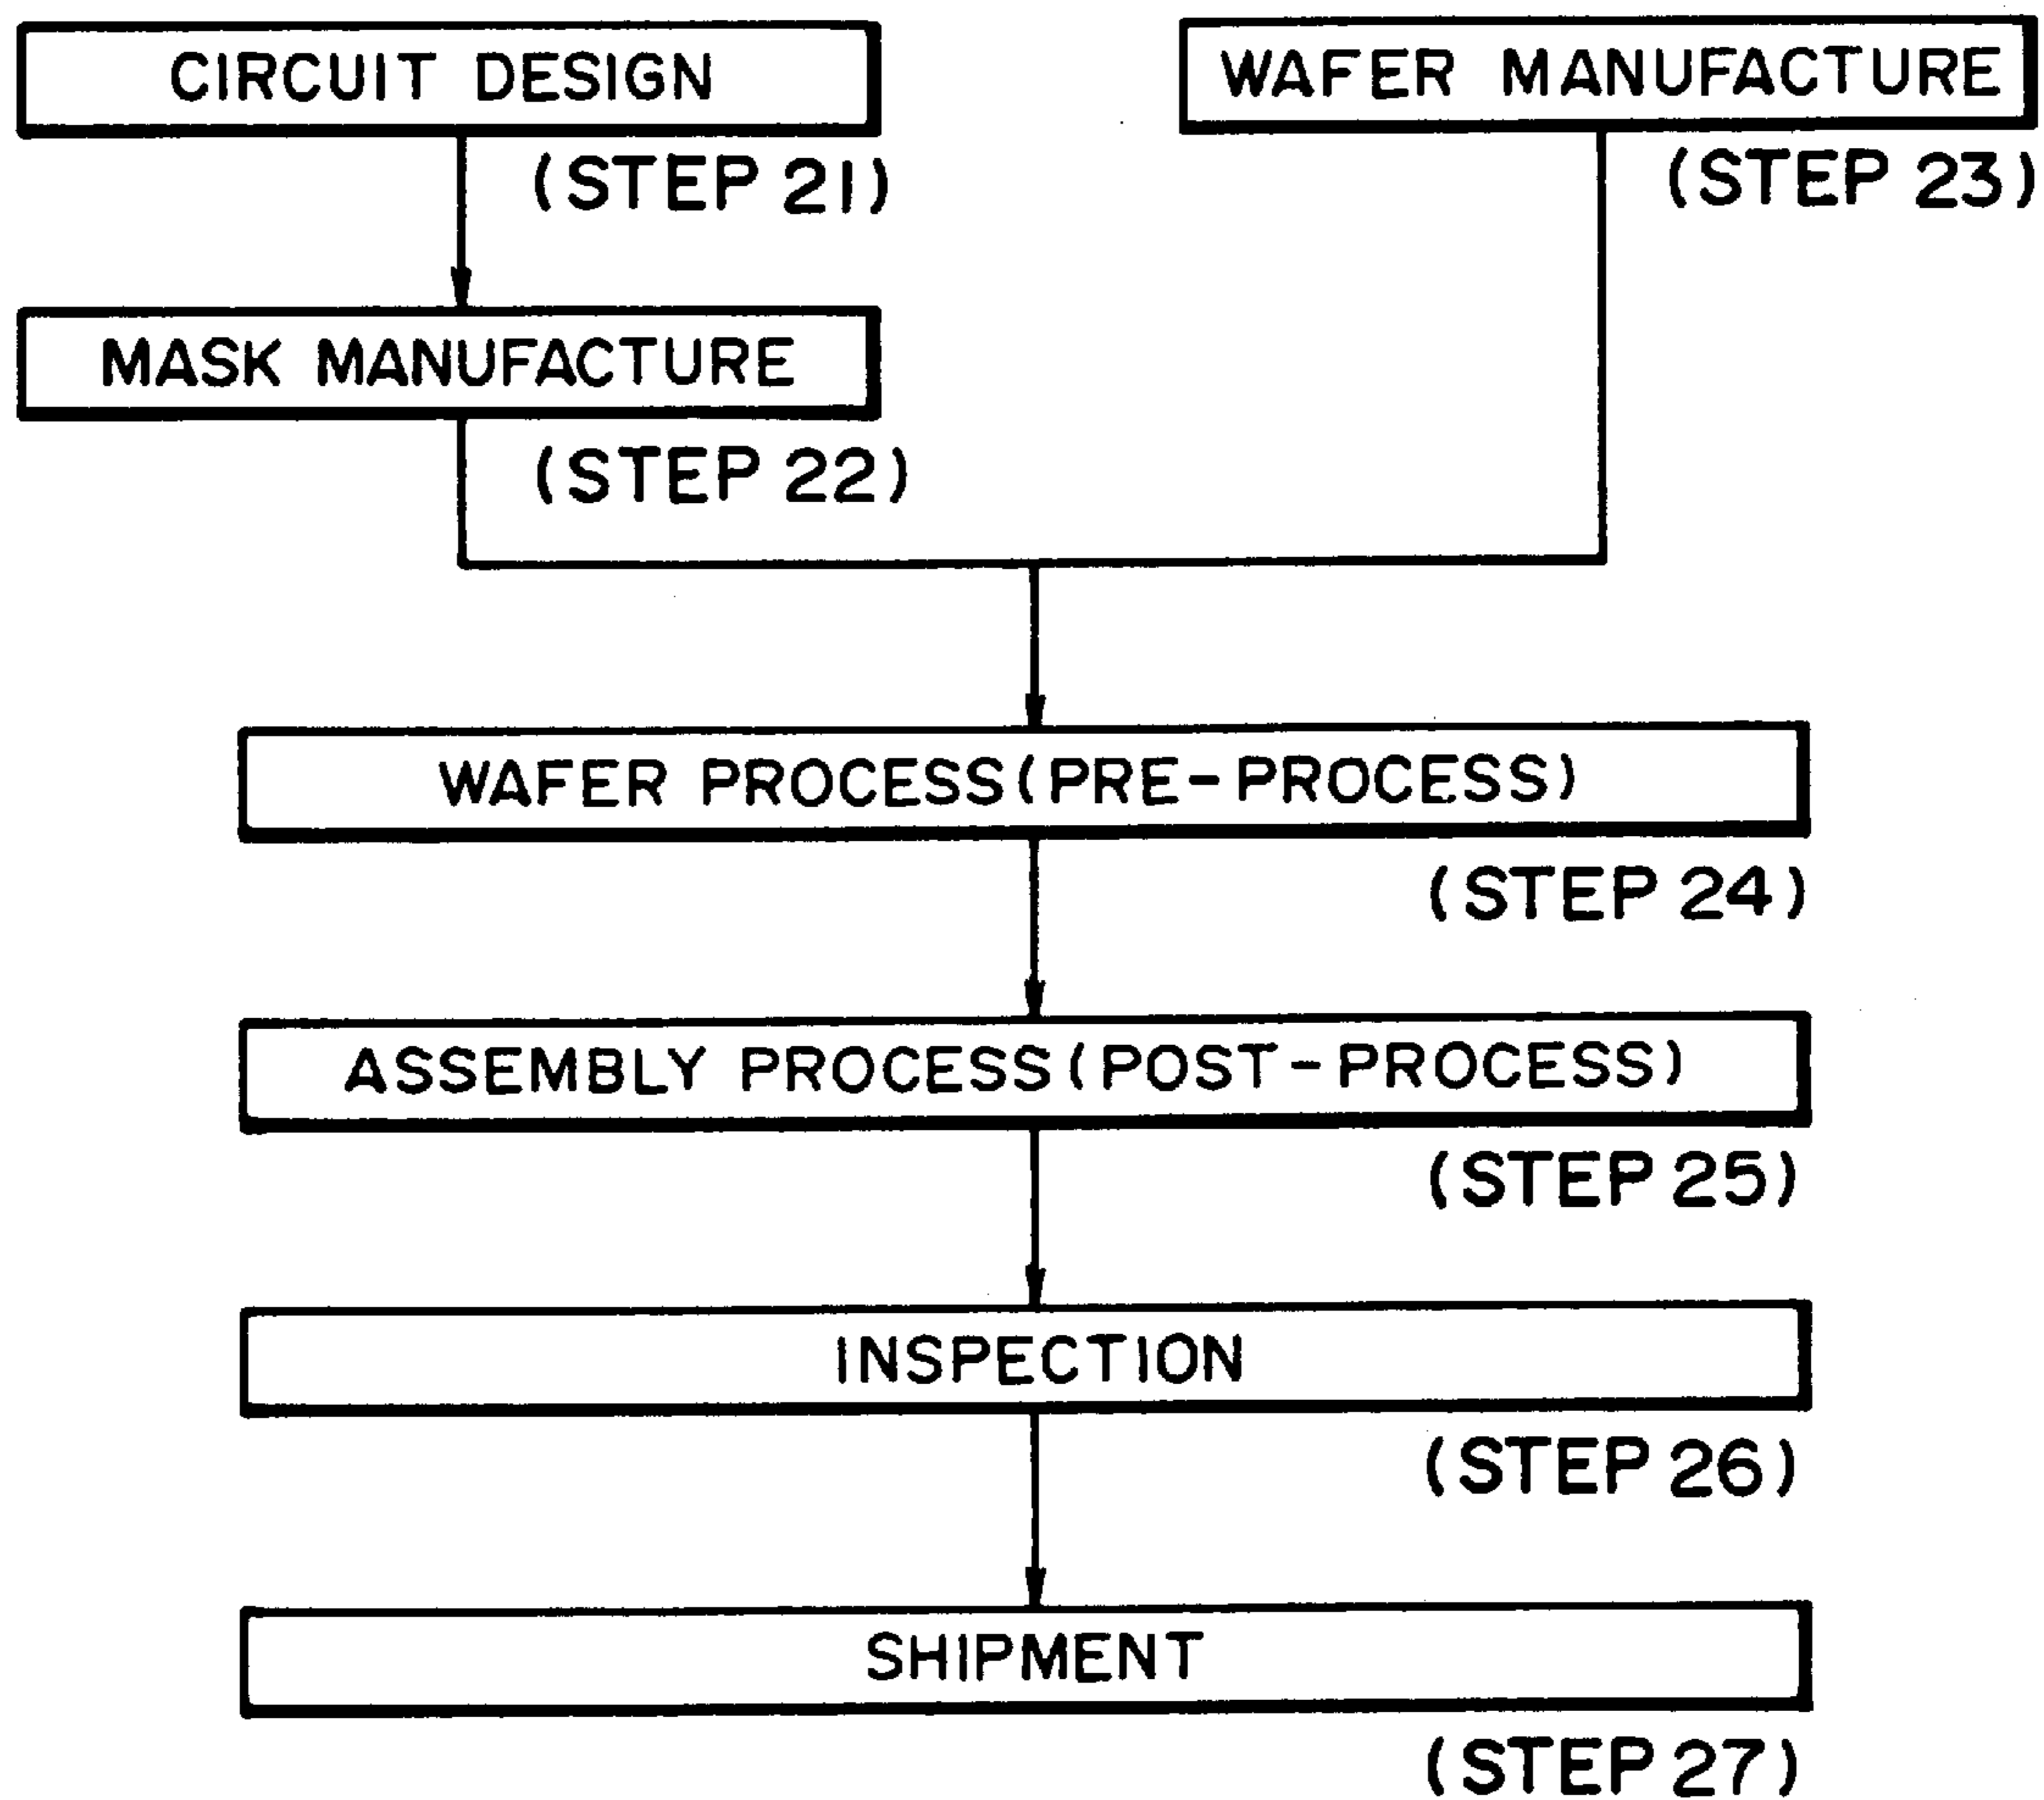 CIRCUIT DESIGN
(STEP 21)
WAFER MANUFACTURE
(STEP 23)
MASK MANUFACTURE
(STEP 22)
WAFER PROCESS(PRE-PROCESS)
(STEP 24)
ASSEMBLY PROCESS(POST-PROCESS)
(STEP 25)
INSPECTION
(STEP 26)
SHIPMENT
(STEP 27)